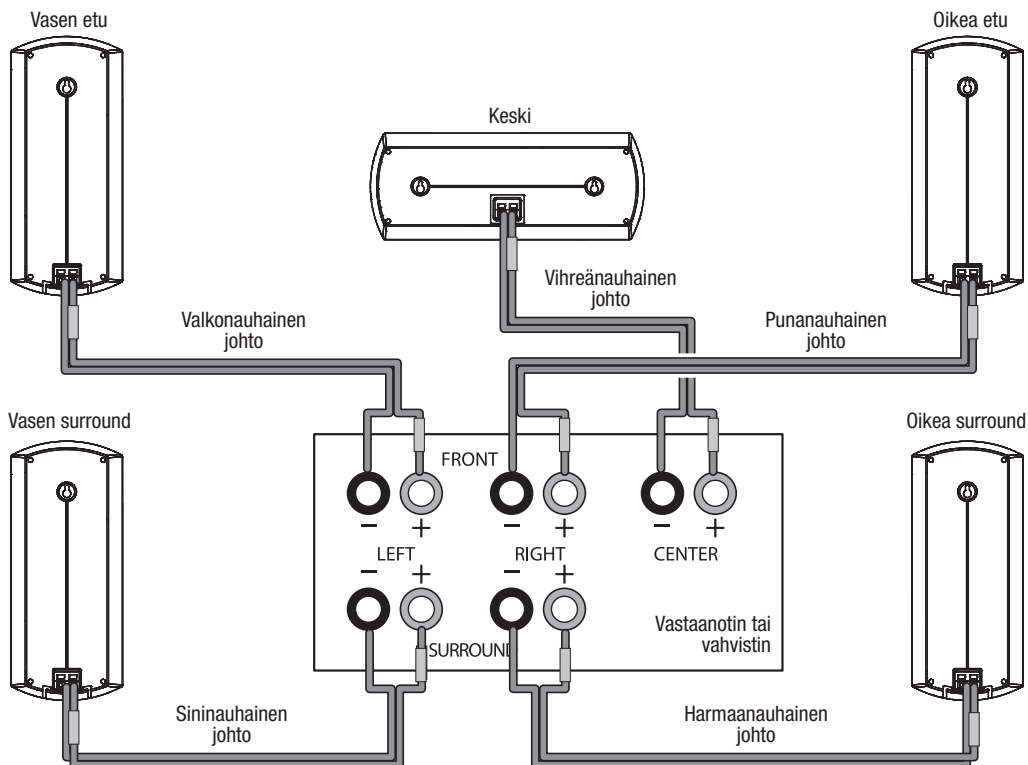 Vasen etu
Oikea etu
Keski
Vihreänauhainen
johto
Valkonauhainen
johto
Punanauhainen
johto
Vasen surround
Oikea surround
FRONT
– + – + – +
LEFT RIGHT CENTER
– + – +
Vastaanotin tai
vahvistin
SURROUND
Sininauhainen
johto
Harmaanauhainen
johto